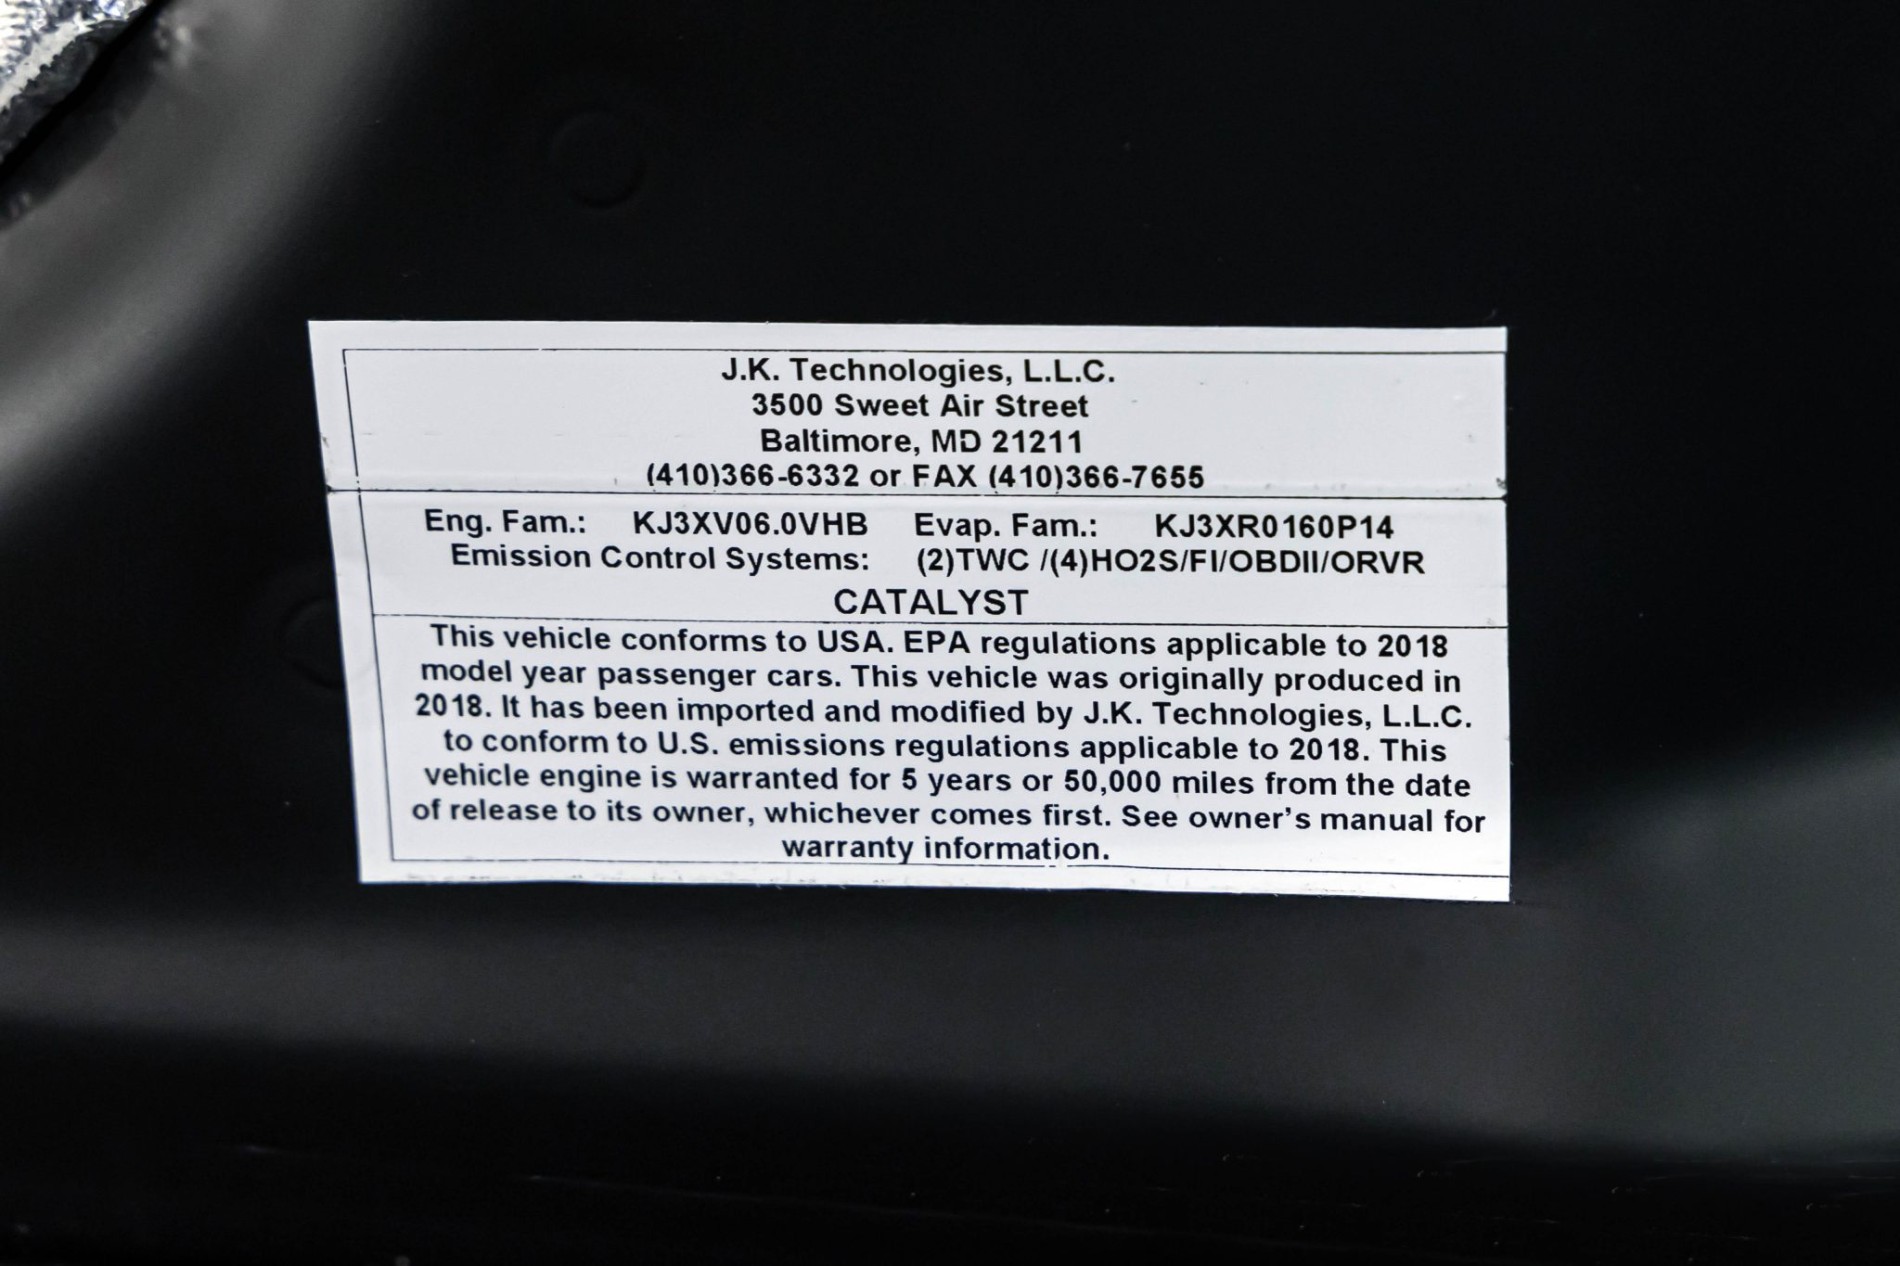 J.K. Technologies, L.L.C.
3500 Sweet Air Street
Baltimore, MD 21211
(410)366-6332 or FAX (410)366-7655
Eng. Fam.: KJ3XV06.0VHB Evap. Fam.: KJ3XR0160P14
Emission Control Systems: (2)TWC /(4)HO2S/FI/OBDII/ORVR
CATALYST
This vehicle conforms to USA. EPA regulations applicable to 2018
model year passenger cars. This vehicle was originally produced in
2018. It has been imported and modified by J.K. Technologies, L.L.C.
to conform to U.S. emissions regulations applicable to 2018. This
vehicle engine is warranted for 5 years or 50,000 miles from the date
of release to its owner, whichever comes first. See owner's manual for
warranty information.